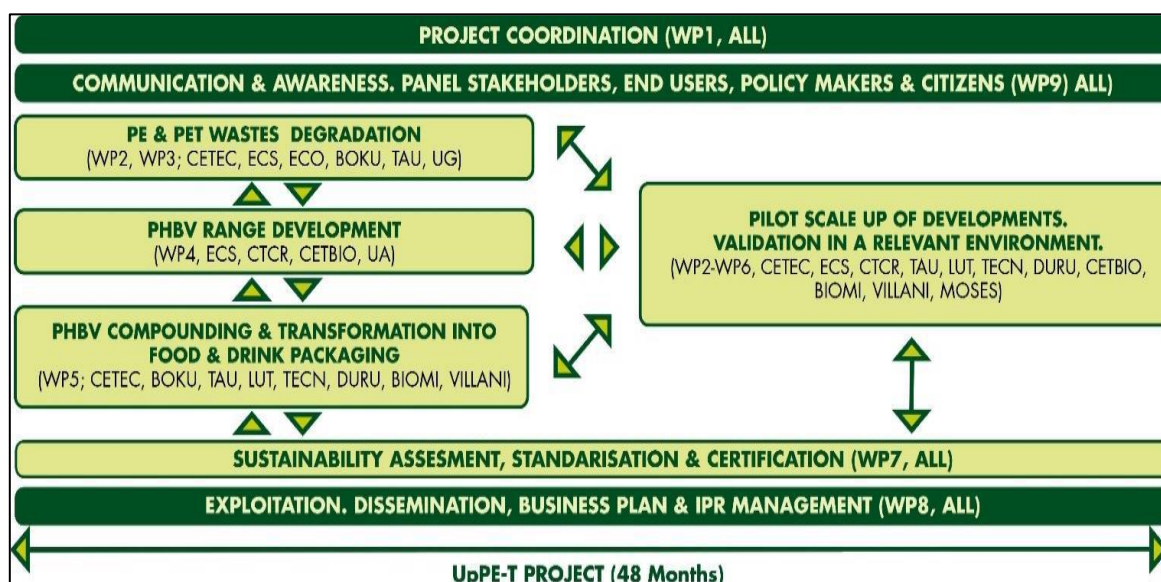 PROJECT COORDINATION (WP1, ALL)
COMMUNICATION & AWARENESS. PANEL STAKEHOLDERS, END USERS, POLICY MAKERS & CITIZENS (WP9) ALL)
PE & PET WASTES DEGRADATION
(WP2, WP3; CETEC, ECS, ECO, BOKU, TAU, UG)
PHBV RANGE DEVELOPMENT
(WP4, ECS, CTCR, CETBIO, UA)
PHBV COMPOUNDING & TRANSFORMATION INTO
FOOD & DRINK PACKAGING
(WP5; CETEC, BOKU, TAU, LUT, TECN, DURU, BIOMI, VILLANI)
PILOT SCALE UP OF DEVELOPMENTS.
VALIDATION IN A RELEVANT ENVIRONMENT.
(WP2-WP6, CETEC, ECS, CTCR, TAU, LUT, TECN, DURU, CETBIO,
BIOMI, VILLANI, MOSES)
SUSTAINABILITY ASSESMENT, STANDARISATION & CERTIFICATION (WP7, ALL)
EXPLOITATION. DISSEMINATION, BUSINESS PLAN & IPR MANAGEMENT (WP8, ALL)
UpPE-T PROJECT (48 Months)